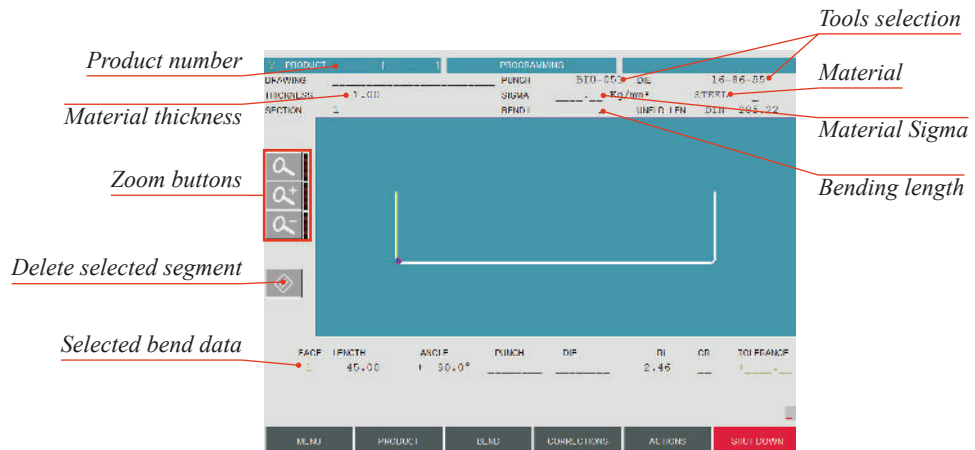 Tools selection
Product number
PRODUCT [ ] PROGRAMMING
DRAWING PUNCH DIE 16-86-85
Material
THICKNESS 1.00 SIGMA Kg/mm² STEEL
Material thickness
SECTION 1 BEND DIN 205.22
Material Sigma
Zoom buttons
Bending length
Delete selected segment
Selected bend data
FACE LENGTH ANGLE PUNCH DIE RI CR TOLERANCE
1 45.00 90.0° 2.46
MENU PRODUCT BEND CORRECTIONS ACTIONS SHUT DOWN